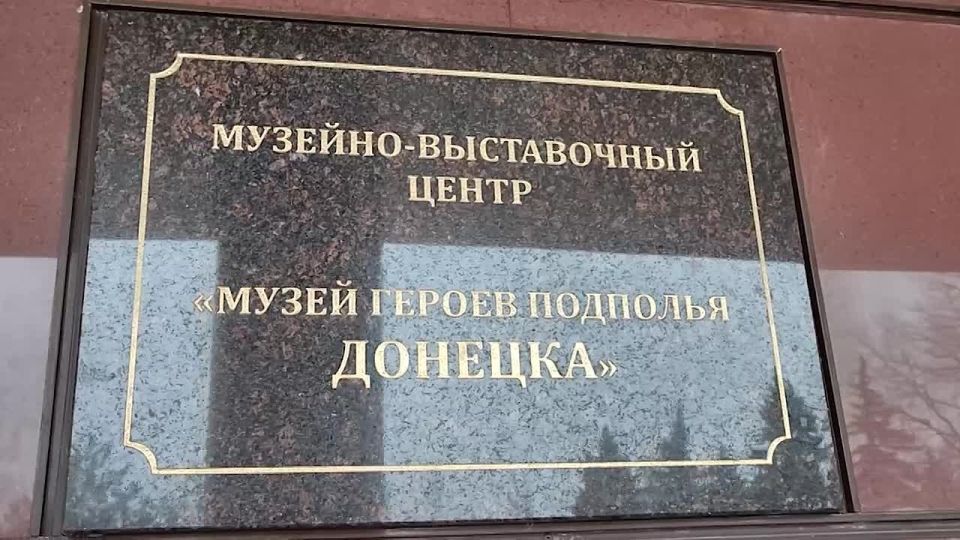 МУЗЕЙНО-ВЫСТАВОЧНЫЙ
ЦЕНТР
«МУЗЕЙ ГЕРОЕВ ПОДПОЛЬЯ
ДОНЕЦКА»